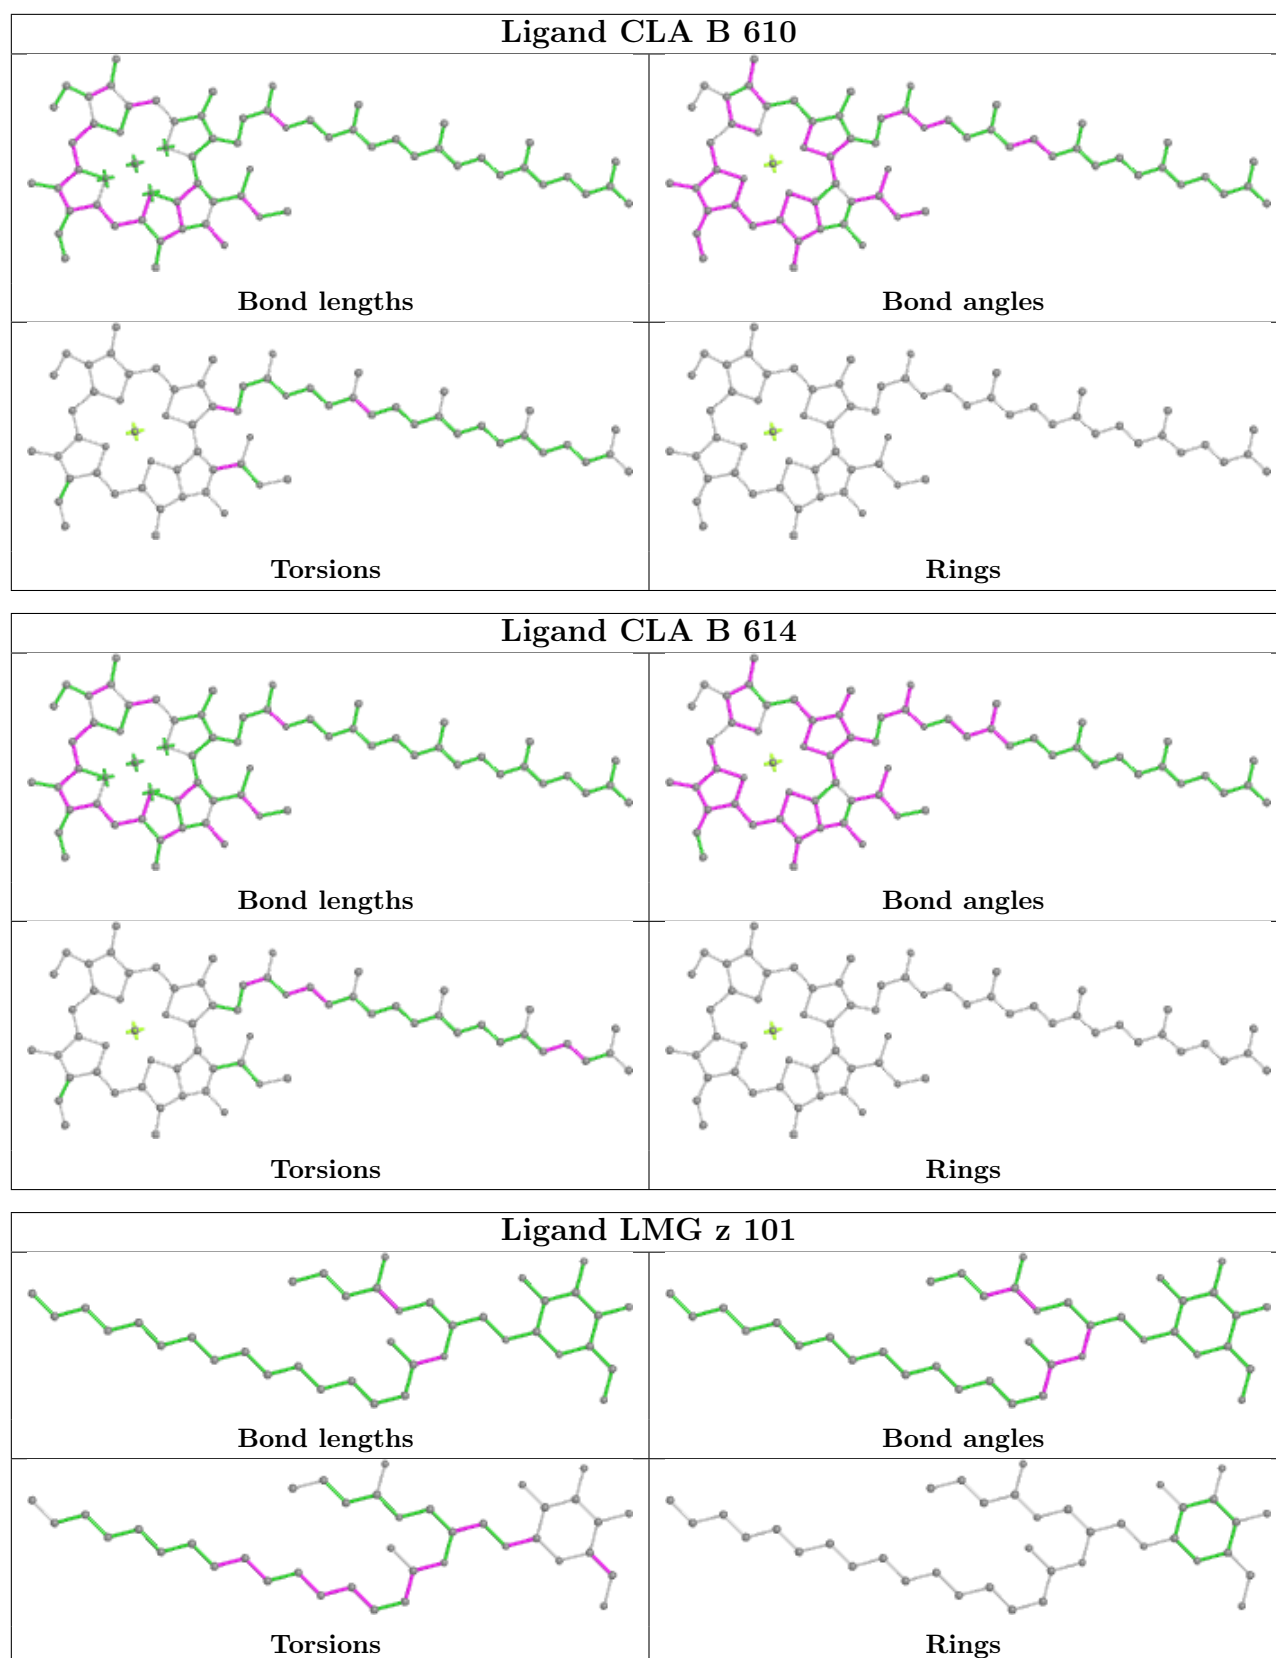 Ligand CLA B 610
Bond lengths
Bond angles
Torsions
Rings
Ligand CLA B 614
Bond lengths
Bond angles
Torsions
Rings
Ligand LMG z 101
Bond lengths
Bond angles
Torsions
Rings